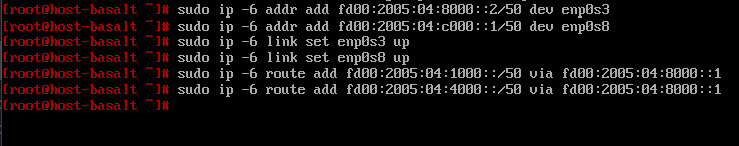 [root@host-basalt ~]# sudo ip -6 addr add fd00:2005:04:8000::2/50 dev enp0s3
[root@host-basalt ~]# sudo ip -6 addr add fd00:2005:04:c000::1/50 dev enp0s8
[root@host-basalt ~]# sudo ip -6 link set enp0s3 up
[root@host-basalt ~]# sudo ip -6 link set enp0s8 up
[root@host-basalt ~]# sudo ip -6 route add fd00:2005:04:1000::/50 via fd00:2005:04:8000::1
[root@host-basalt ~]# sudo ip -6 route add fd00:2005:04:4000::/50 via fd00:2005:04:8000::1
[root@host-basalt ~]#